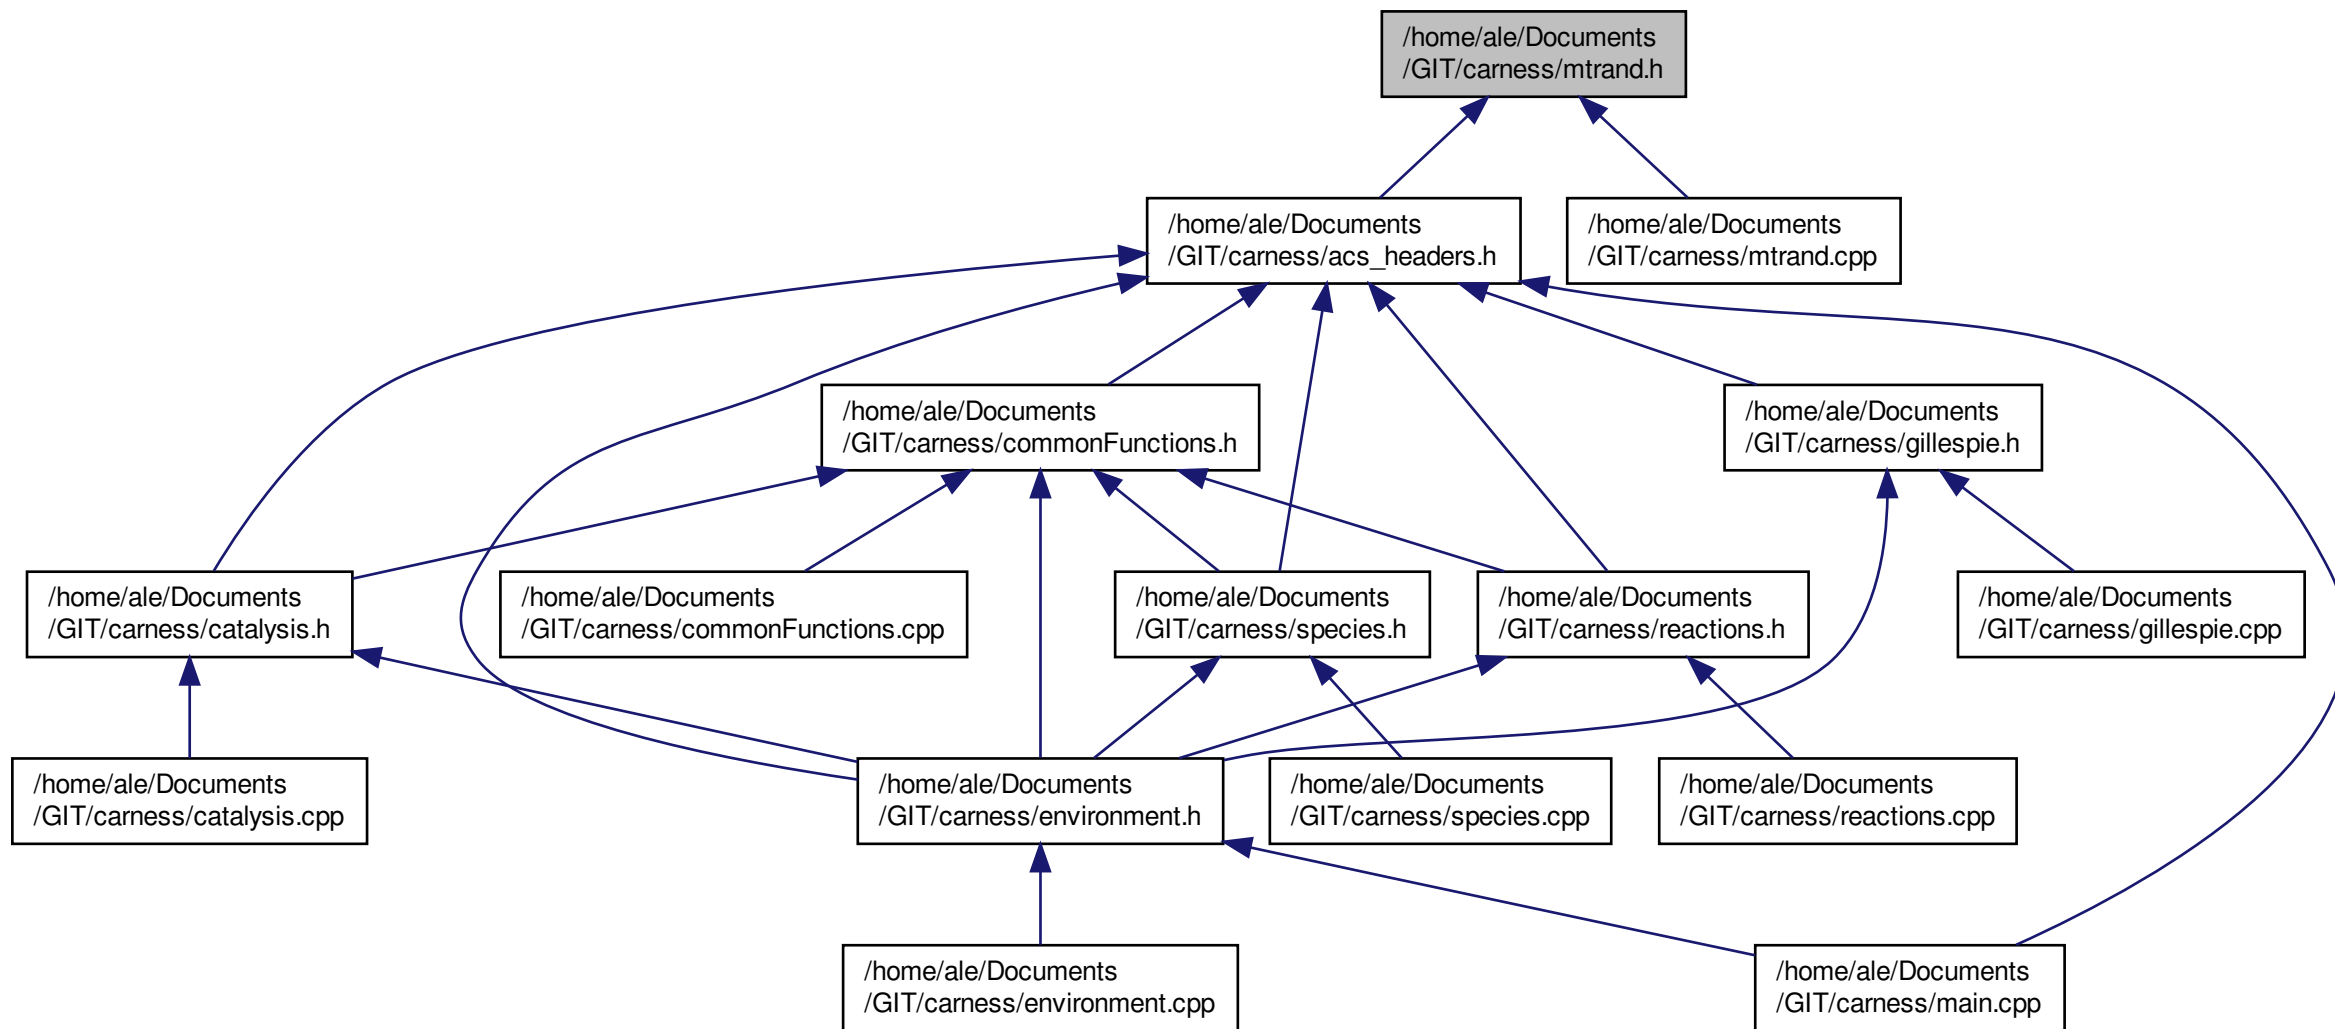 /home/ale/Documents
/GIT/carness/mtrand.h
/home/ale/Documents
/GIT/carness/acs_headers.h
/home/ale/Documents
/GIT/carness/mtrand.cpp
/home/ale/Documents
/GIT/carness/commonFunctions.h
/home/ale/Documents
/GIT/carness/gillespie.h
/home/ale/Documents
/GIT/carness/catalysis.h
/home/ale/Documents
/GIT/carness/commonFunctions.cpp
/home/ale/Documents
/GIT/carness/species.h
/home/ale/Documents
/GIT/carness/reactions.h
/home/ale/Documents
/GIT/carness/gillespie.cpp
/home/ale/Documents
/GIT/carness/catalysis.cpp
/home/ale/Documents
/GIT/carness/environment.h
/home/ale/Documents
/GIT/carness/species.cpp
/home/ale/Documents
/GIT/carness/reactions.cpp
/home/ale/Documents
/GIT/carness/environment.cpp
/home/ale/Documents
/GIT/carness/main.cpp